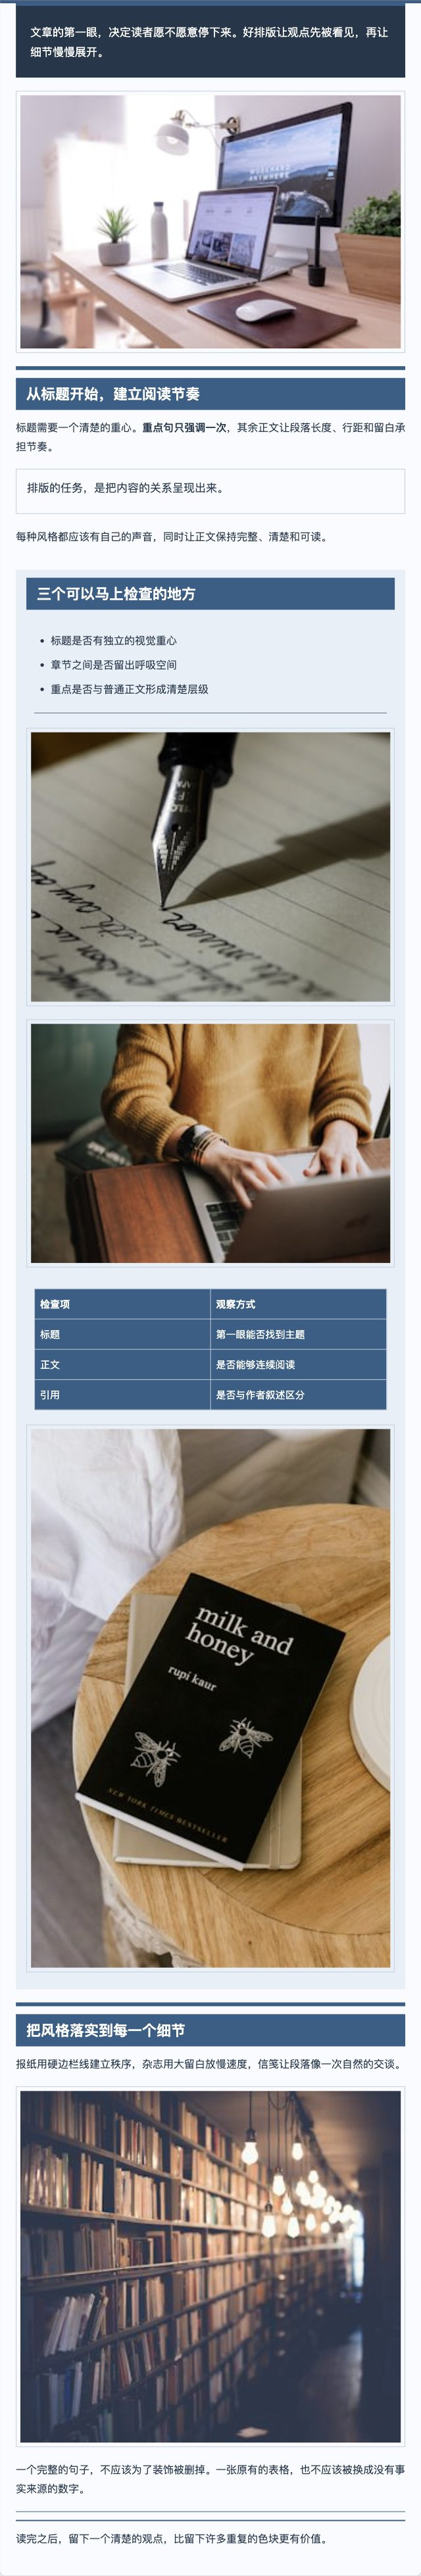 文章的第一眼，决定读者愿不愿意停下来。好排版让观点先被看见，再让
细节慢慢展开。
从标题开始，建立阅读节奏
标题需要一个清楚的重心。重点句只强调一次，其余正文让段落长度、行距和留白承
担节奏。
排版的任务，是把内容的关系呈现出来。
每种风格都应该有自己的声音，同时让正文保持完整、清楚和可读。
三个可以马上检查的地方
标题是否有独立的视觉重心
章节之间是否留出呼吸空间
重点是否与普通正文形成清楚层级
检查项 观察方式
标题 第一眼能否找到主题
正文 是否能够连续阅读
引用 是否与作者叙述区分
milk and
honey
rupi kaur
NEW YORK TIMES BESTSELLER
把风格落实到每一个细节
报纸用硬边栏线建立秩序，杂志用大留白放慢速度，信笺让段落像一次自然的交谈。
一个完整的句子，不应该为了装饰被删掉。一张原有的表格，也不应该被换成没有事
实来源的数字。
读完之后，留下一个清楚的观点，比留下许多重复的色块更有价值。